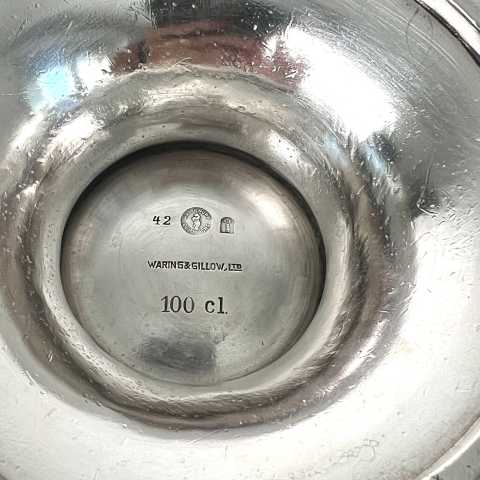 42
WARING & GILLOW, LTD
100 cl.